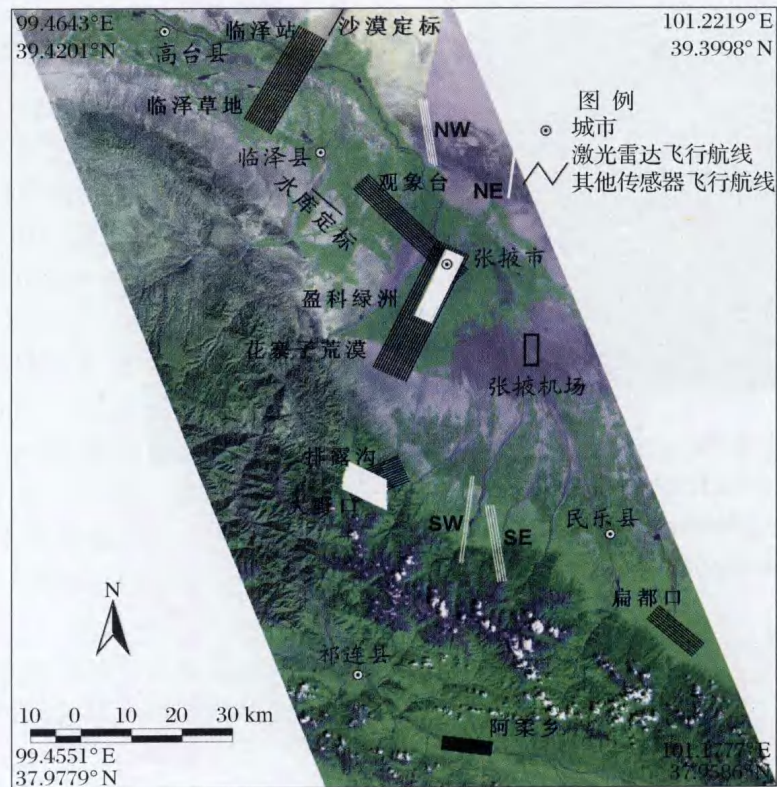 99.4643°E
39.4201°N
临泽站
沙漠定标
101.2219°E
39.3998°N
高台县
临泽草地
图 例
城市
激光雷达飞行航线
其他传感器飞行航线
NW
NE
临泽县
观象台
水库定标
张掖市
盈科绿洲
花寨子荒漠
张掖机场
排露沟
大野口
SW
SE
民乐县
扁都口
N
祁连县
阿柔乡
10 0 10 20 30 km
99.4551°E
37.9779°N
101.1777°E
37.9586°N